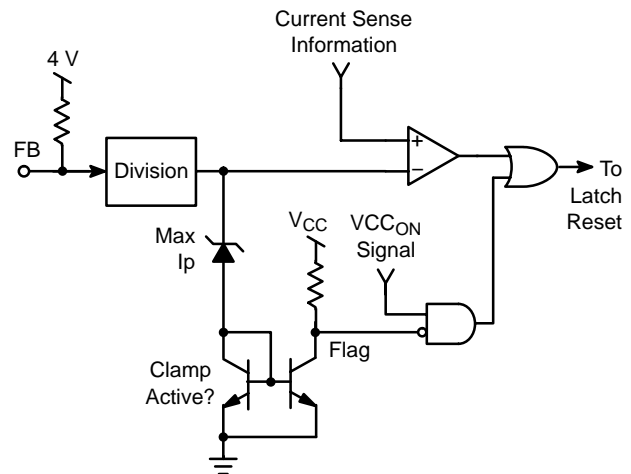 Current Sense
Information
4 V
FB
Division
+
−
To
Latch
Reset
Max
Ip
VCC
VCCON
Signal
Flag
Clamp
Active?